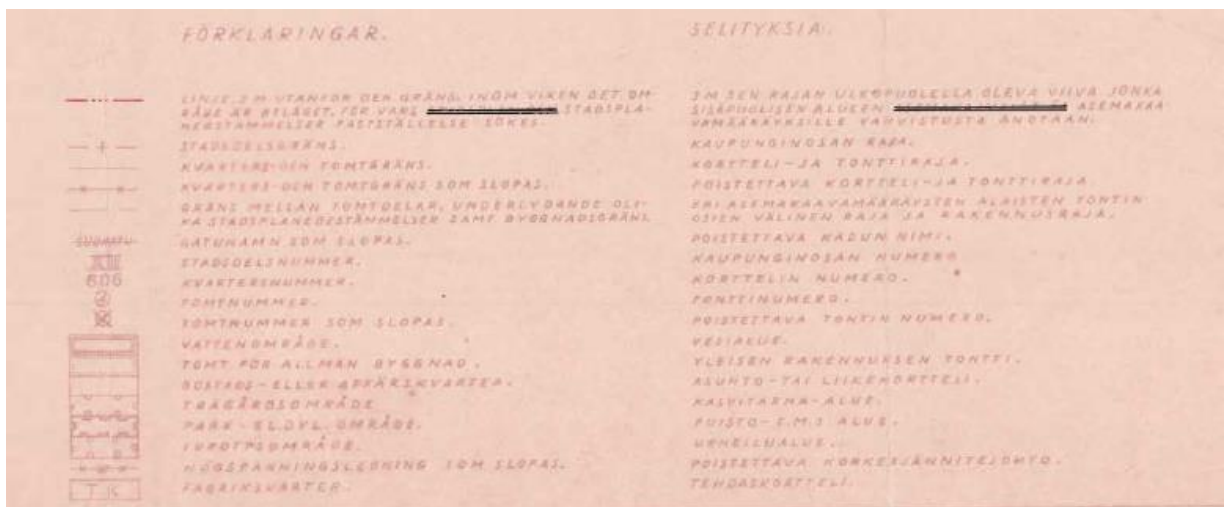 FÖRKLARINGAR.
LINJE, 3 M UTANFÖR DEN GRÄNS, INOM VILKEN DET OM-
RÅDE ÄR BELÄGET, FÖR VARS STADSPLA-
NEBSTÄMMELSER FASTSTÄLLELSE SÖKES.
STADSDELSGRÄNS.
KVARTERS-OCH TOMTGRÄNS.
KVARTERS-OCH TOMTGRÄNS SOM SLOPAS.
GRÄNS MELLAN TOMTDELAR, UNDERLYDANDE OLI-
KA STADSPLANEBESTÄMMELSER SAMT BYGGNADSGRÄNS.
GATUNAMN SOM SLOPAS.
XIII STADSDELSNUMMER.
606 KVARTERSNUMMER.
2 TOMTNUMMER.
TOMTNUMMER SOM SLOPAS.
VATTENOMRÅDE.
TOMT FÖR ALLMÄN BYGGNAD.
BOSTADS-ELLER AFFÄRSKVARTER.
TRÄGÅRDSOMRÅDE
PARK-EL.DYL. OMRÅDE.
IDROTTSOMRÅDE.
HÖGSPÄNNINGSLEDNING SOM SLOPAS.
TK FABRIKSKVARTER.
SELITYKSIÄ.
3 M SEN RAJAN ULKOPUOLELLA OLEVA VIIVA JONKA
SISÄPUOLISEN ALUEEN ASEMAKAA
VAMÄÄRÄYKSILLE VAHVISTUSTA ANOTAAN.
KAUPUNGINOSAN RAJA.
KORTTELI-JA TONTTIRAJA.
POISTETTAVA KORTTELI-JA TONTTIRAJA
ERI ASEMAKAAVAMÄÄRÄYSTEN ALAISTEN TONTIN
OSIEN VÄLINEN RAJA JA RAKENNUSRAJA.
POISTETTAVA KADUN NIMI.
KAUPUNGINOSAN NUMERO
KORTTELIN NUMERO.
TONTTINUMERO.
POISTETTAVA TONTIN NUMERO.
VESIALUE.
YLEISEN RAKENNUKSEN TONTTI.
ASUNTO-TAI LIIKEKORTTELI.
KASVITARHA-ALUE.
PUISTO-T.M.S ALUE.
URHEILUALUE.
POISTETTAVA KORKEAJÄNNITEJOHTO.
TEHDASKORTTELI.